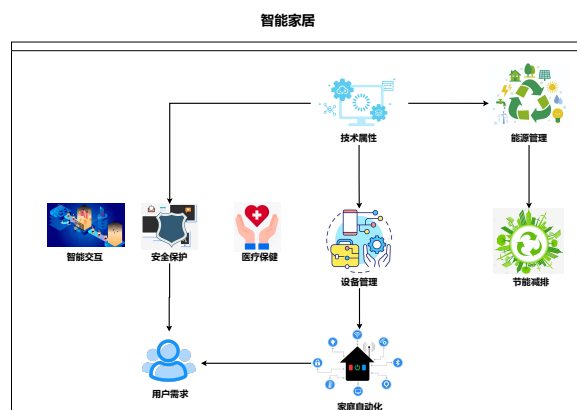 智能家居
技术属性
能源管理
智能交互
安全保护
医疗保健
设备管理
节能减排
用户需求
家庭自动化